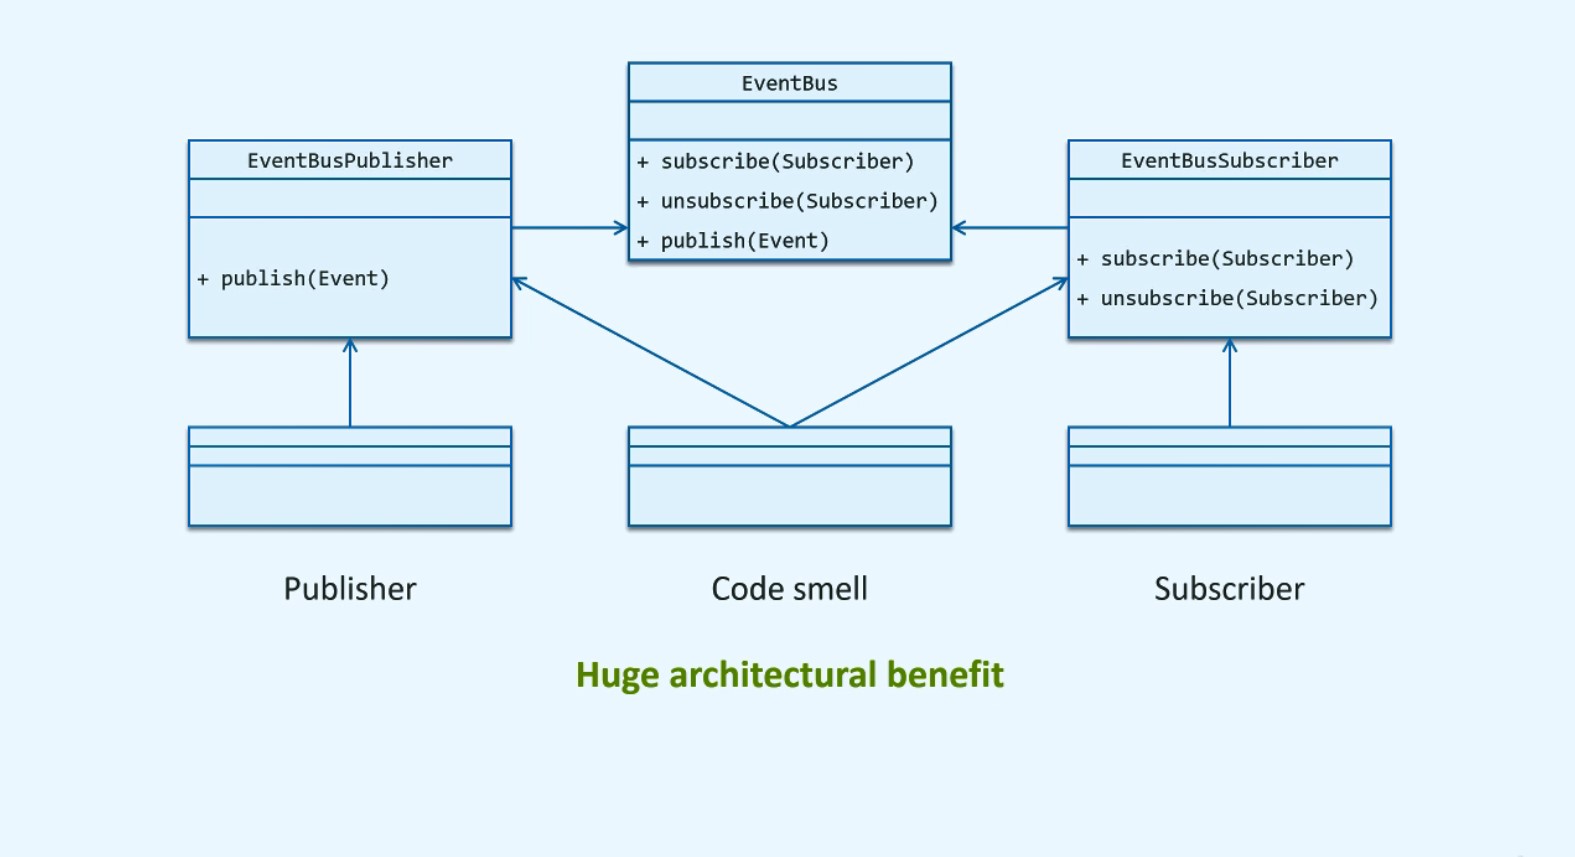 EventBus
+ subscribe(Subscriber)
+ unsubscribe(Subscriber)
+ publish(Event)
EventBusPublisher
+ publish(Event)
EventBusSubscriber
+ subscribe(Subscriber)
+ unsubscribe(Subscriber)
Publisher
Code smell
Subscriber
Huge architectural benefit